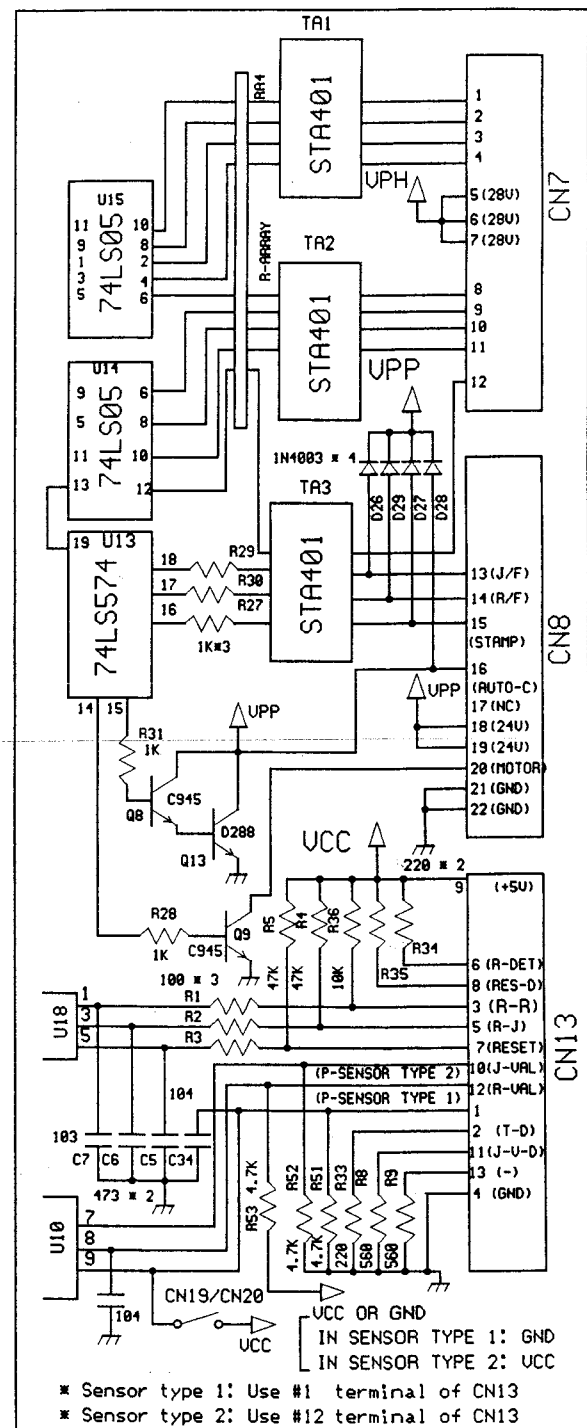 TA1
RA4
STA401
1
2
3
4
CN7
VPH
5(28V)
6(28V)
7(28V)
U15
74LS05
11
9
1
3
5
10
8
2
4
6
R-ARRAY
TA2
STA401
8
9
10
11
12
U14
74LS05
9
5
11
13
6
8
10
12
VPP
1N4003 * 4
D26
D29
D27
D28
TA3
STA401
U13
74LS574
19
18
17
16
14
15
R29
R30
R27
1K*3
13(J/F)
14(R/F)
15
(STAMP)
16
(AUTO-C)
17(NC)
18(24V)
19(24V)
20(MOTOR)
21(GND)
22(GND)
CN8
VPP
VPP
R31
1K
Q8
C945
D288
Q13
VCC
220 * 2
9
(+5V)
R28
1K
Q9
C945
R5
R4
R36
R35
R34
47K
47K
10K
100 * 3
U18
1
3
5
R1
R2
R3
6(R-DET)
8(RES-D)
3(R-R)
5(R-J)
7(RESET)
10(J-VAL)
12(R-VAL)
1
2 (T-D)
11(J-V-D)
13 (-)
4 (GND)
CN13
(P-SENSOR TYPE 2)
(P-SENSOR TYPE 1)
104
103
C7
C6
C5
C34
473 * 2
4.7K
R53
R52
R51
R33
R8
R9
4.7K
4.7K
220
560
560
U10
7
8
9
104
CN19/CN20
VCC
VCC OR GND
IN SENSOR TYPE 1: GND
IN SENSOR TYPE 2: VCC
* Sensor type 1: Use #1 terminal of CN13
* Sensor type 2: Use #12 terminal of CN13